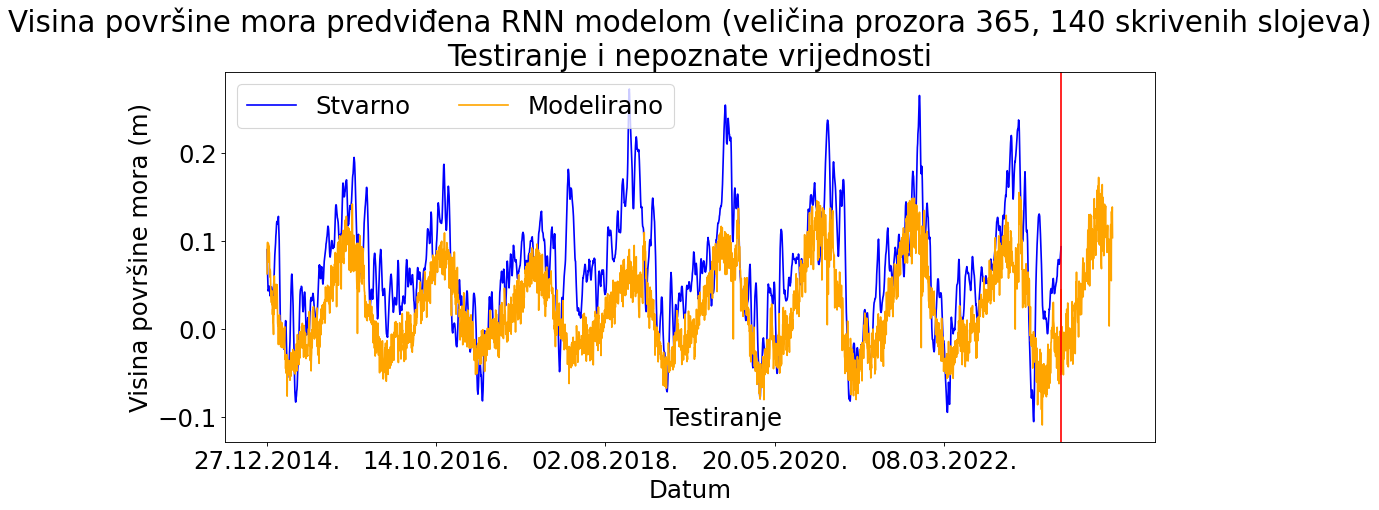 Visina površine mora predviđena RNN modelom (veličina prozora 365, 140 skrivenih slojeva)
Testiranje i nepoznate vrijednosti
Stvarno Modelirano
Visina površine mora (m)
0.2
0.1
0.0
−0.1
Testiranje
27.12.2014. 14.10.2016. 02.08.2018. 20.05.2020. 08.03.2022.
Datum